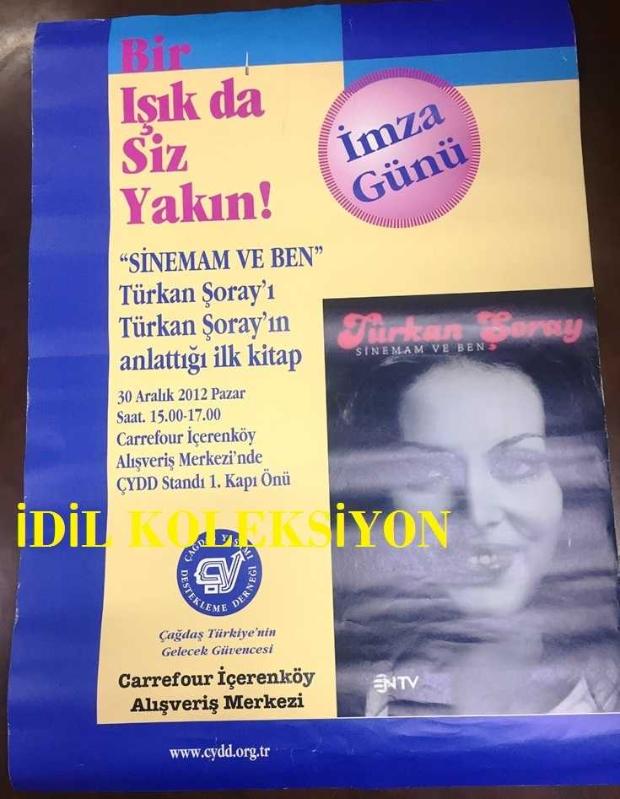 Bir
Işık da
Siz
Yakın!
İmza
Günü
“SİNEMAM VE BEN”
Türkan Şoray’ı
Türkan Şoray’ın
anlattığı ilk kitap
30 Aralık 2012 Pazar
Saat. 15.00-17.00
Carrefour İçerenköy
Alışveriş Merkezi’nde
ÇYDD Standı 1. Kapı Önü
Türkan Şoray
SİNEMAM VE BEN
İDİL KOLEKSİYON
ÇAĞDAŞ YAŞAMI
DESTEKLEME DERNEĞİ
ÇY
Çağdaş Türkiye’nin
Gelecek Güvencesi
Carrefour İçerenköy
Alışveriş Merkezi
NTV
www.cydd.org.tr